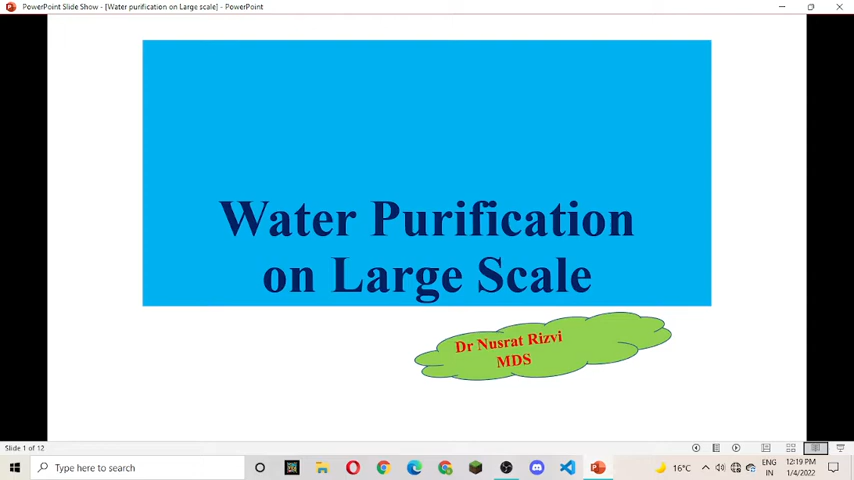 PowerPoint Slide Show - [Water purification on Large scale] - PowerPoint
Water Purification
on Large Scale
Dr Nusrat Rizvi
MDS
Slide 1 of 12
Type here to search
16°C
ENG
IN
12:19 PM
1/4/2022